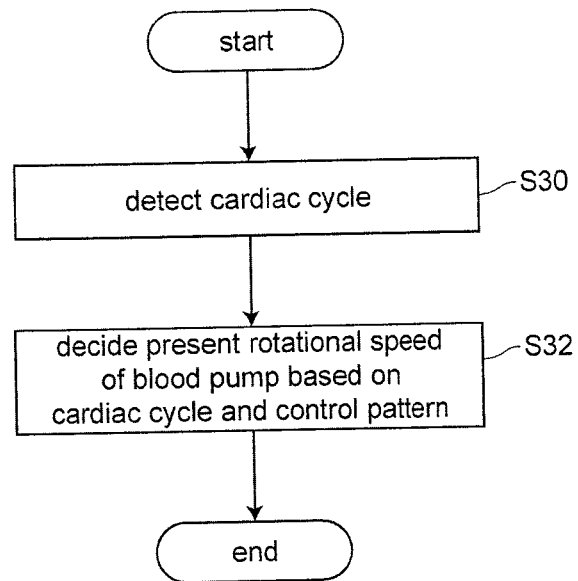 start
detect cardiac cycle
S30
decide present rotational speed
of blood pump based on
cardiac cycle and control pattern
S32
end